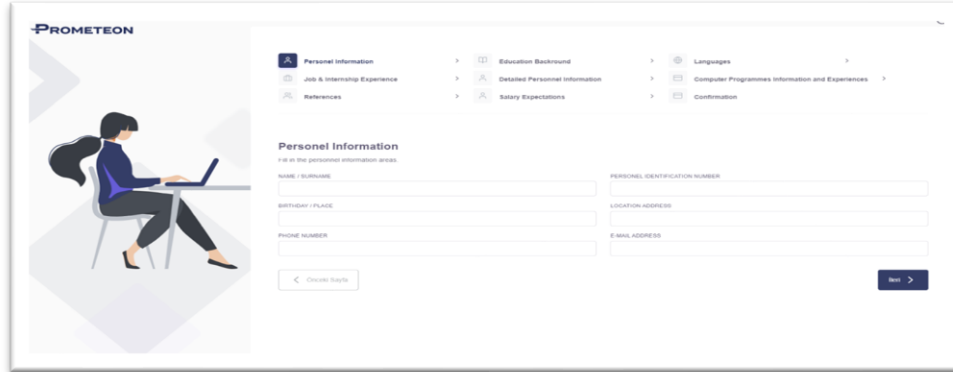 PROMETEON
Personel Information > Education Backround > Languages >
Job & Internship Experience > Detailed Personnel Information > Computer Programmes Information and Experiences >
References > Salary Expectations > Confirmation
Personel Information
Fill in the personnel information areas.
NAME / SURNAME PERSONEL IDENTIFICATION NUMBER
BIRTHDAY / PLACE LOCATION ADDRESS
PHONE NUMBER E-MAIL ADDRESS
< Önceki Sayfa İleri >